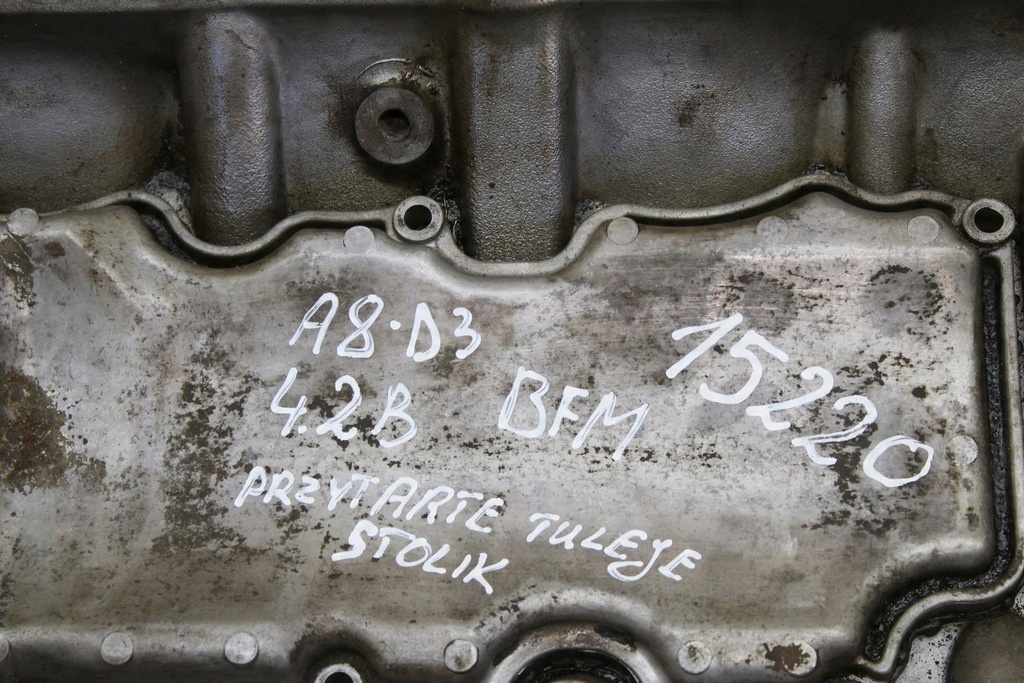 A8·D3
4.2B BFM
15220
PRZYTARTE TULEJE
STOLIK